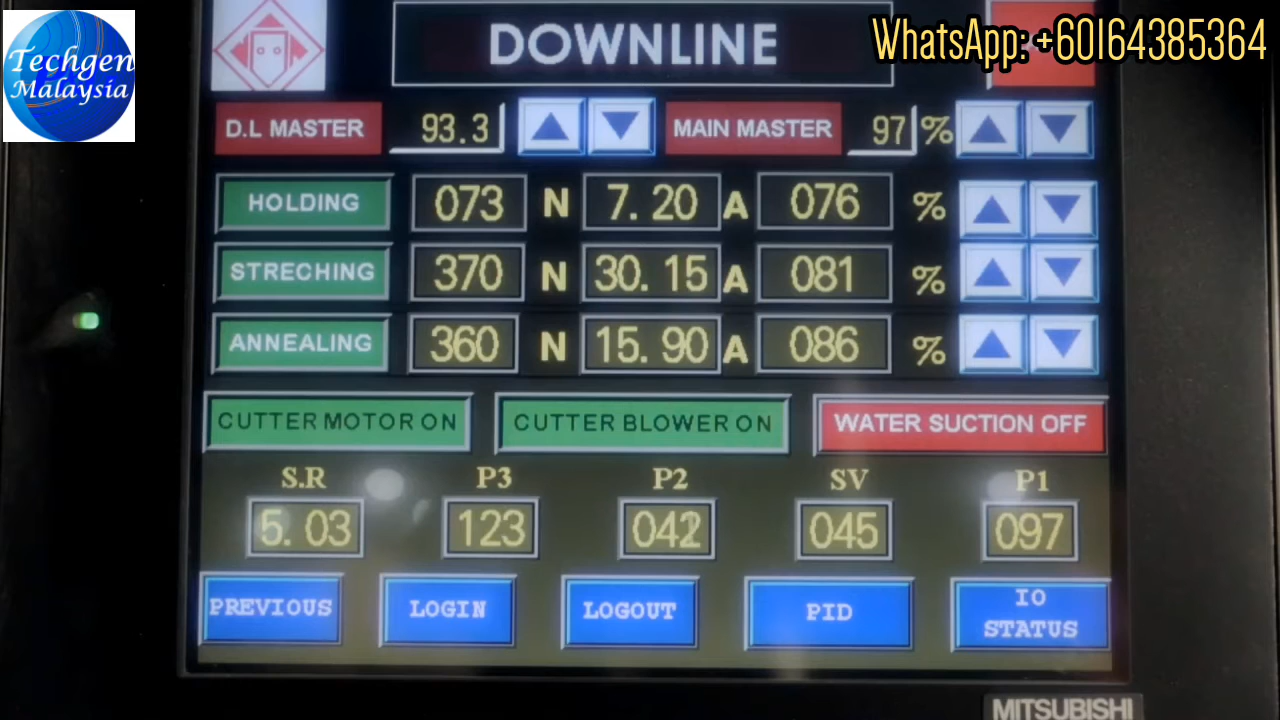 Techgen
Malaysia
DOWNLINE
WhatsApp: +60164385364
D.L MASTER 93.3 MAIN MASTER 97 %
HOLDING 073 N 7.20 A 076 %
STRECHING 370 N 30.15 A 081 %
ANNEALING 360 N 15.90 A 086 %
CUTTER MOTOR ON CUTTER BLOWER ON WATER SUCTION OFF
S.R P3 P2 SV P1
5.03 123 042 045 097
PREVIOUS LOGIN LOGOUT PID IO
STATUS
MITSUBISHI